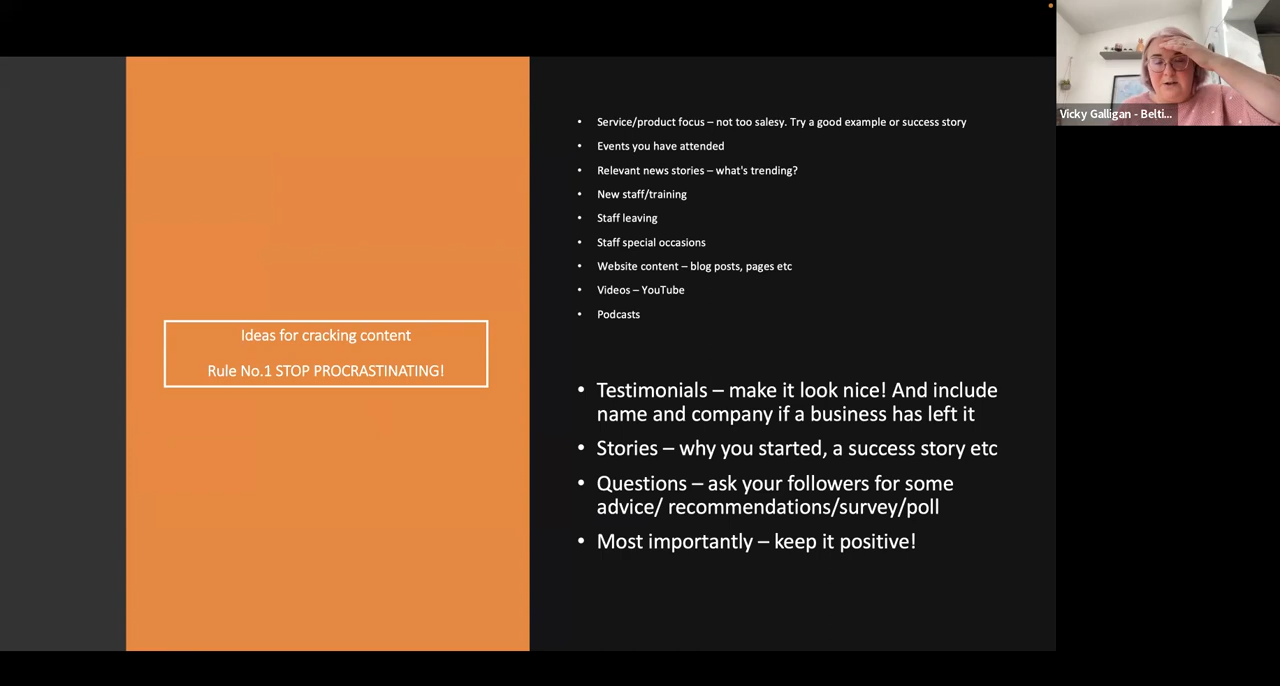 Ideas for cracking content
Rule No.1 STOP PROCRASTINATING!
• Service/product focus – not too salesy. Try a good example or success story
• Events you have attended
• Relevant news stories – what's trending?
• New staff/training
• Staff leaving
• Staff special occasions
• Website content – blog posts, pages etc
• Videos – YouTube
• Podcasts
• Testimonials – make it look nice! And include
name and company if a business has left it
• Stories – why you started, a success story etc
• Questions – ask your followers for some
advice/ recommendations/survey/poll
• Most importantly – keep it positive!
Vicky Galligan - Belti...